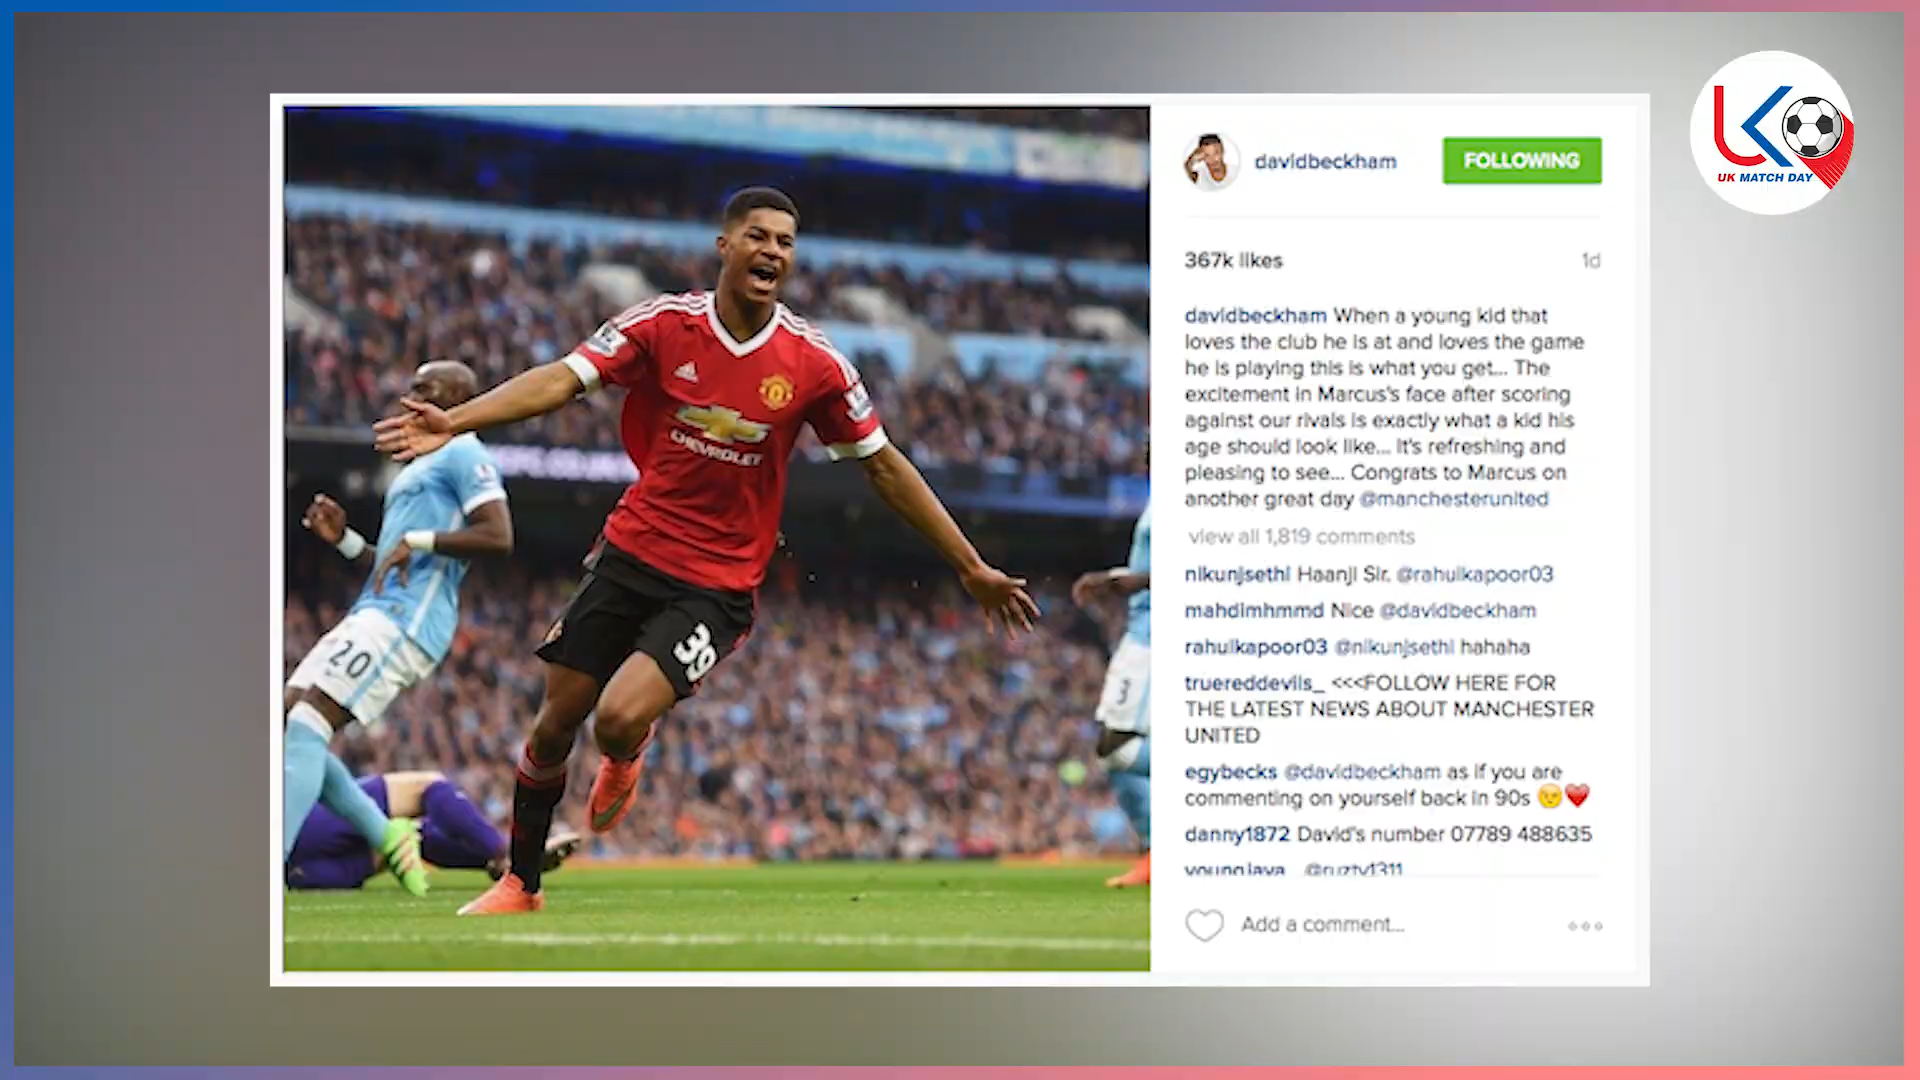 UK MATCH DAY
davidbeckham
FOLLOWING
367k likes
1d
davidbeckham When a young kid that
loves the club he is at and loves the game
he is playing this is what you get... The
excitement in Marcus's face after scoring
against our rivals is exactly what a kid his
age should look like... It's refreshing and
pleasing to see... Congrats to Marcus on
another great day @manchesterunited
view all 1,819 comments
nikunjsethi Haanji Sir. @rahulkapoor03
mahdimhmmd Nice @davidbeckham
rahulkapoor03 @nikunjsethi hahaha
truereddevils_ <<<FOLLOW HERE FOR
THE LATEST NEWS ABOUT MANCHESTER
UNITED
egybecks @davidbeckham as if you are
commenting on yourself back in 90s
danny1872 David's number 07789 488635
Add a comment...
CHEVROLET
39
20
3